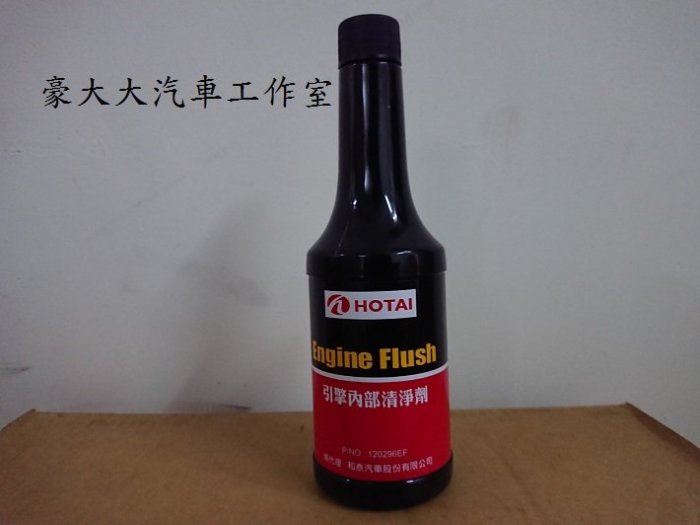 豪大大汽車工作室
HOTAI
Engine Flush
引擎內部清淨劑
P/NO : 120296EF
總代理 和泰汽車股份有限公司